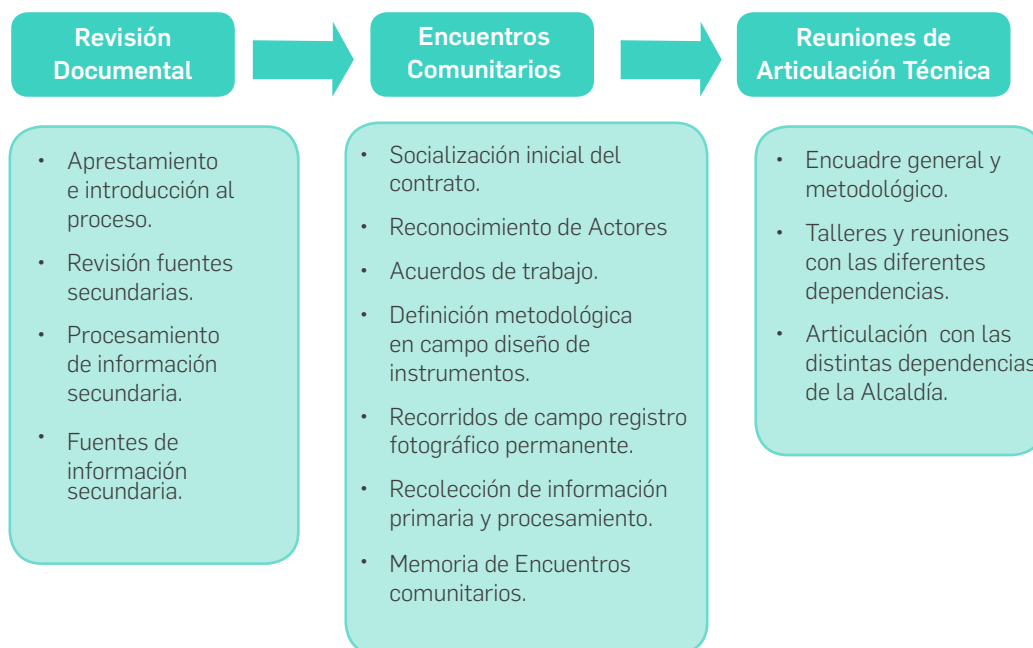 Revisión
Documental
Encuentros
Comunitarios
Reuniones de
Articulación Técnica
• Aprestamiento
e introducción al
proceso.
• Revisión fuentes
secundarias.
• Procesamiento
de información
secundaria.
• Fuentes de
información
secundaria.
• Socialización inicial del
contrato.
• Reconocimiento de Actores
• Acuerdos de trabajo.
• Definición metodológica
en campo diseño de
instrumentos.
• Recorridos de campo registro
fotográfico permanente.
• Recolección de información
primaria y procesamiento.
• Memoria de Encuentros
comunitarios.
• Encuadre general y
metodológico.
• Talleres y reuniones
con las diferentes
dependencias.
• Articulación con las
distintas dependencias
de la Alcaldía.